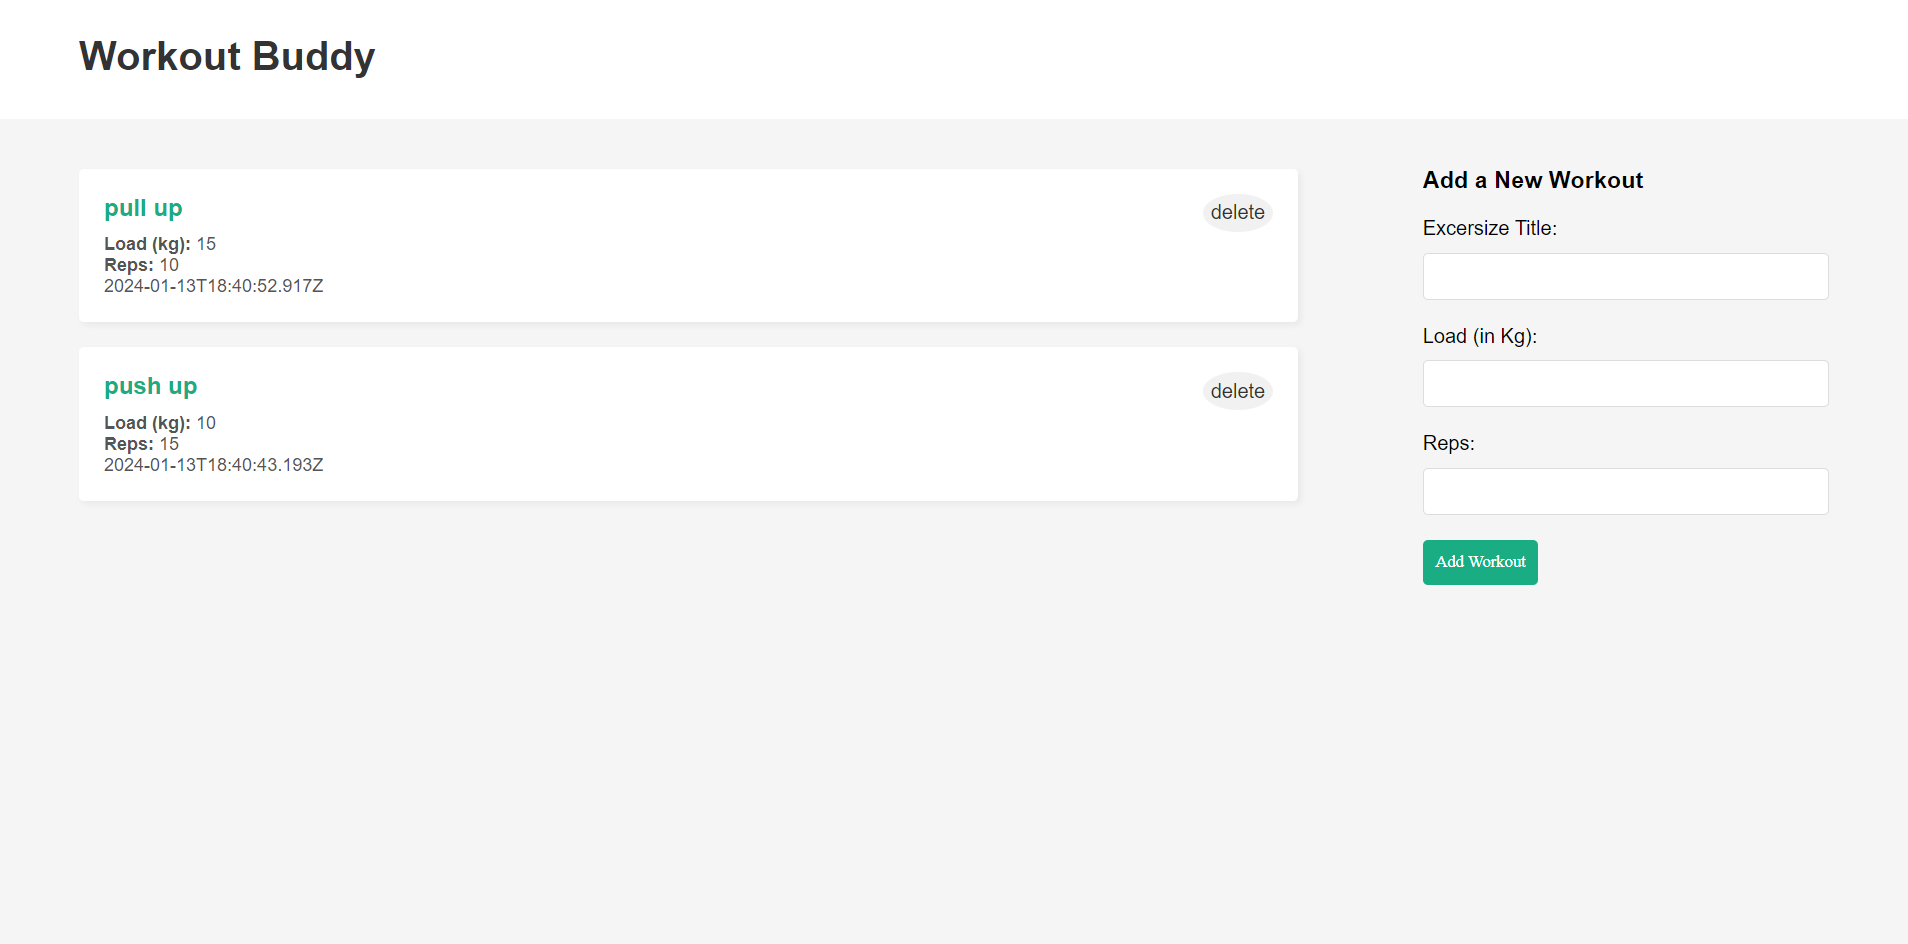 Workout Buddy
pull up
delete
Load (kg): 15
Reps: 10
2024-01-13T18:40:52.917Z
push up
delete
Load (kg): 10
Reps: 15
2024-01-13T18:40:43.193Z
Add a New Workout
Excersize Title:
Load (in Kg):
Reps:
Add Workout